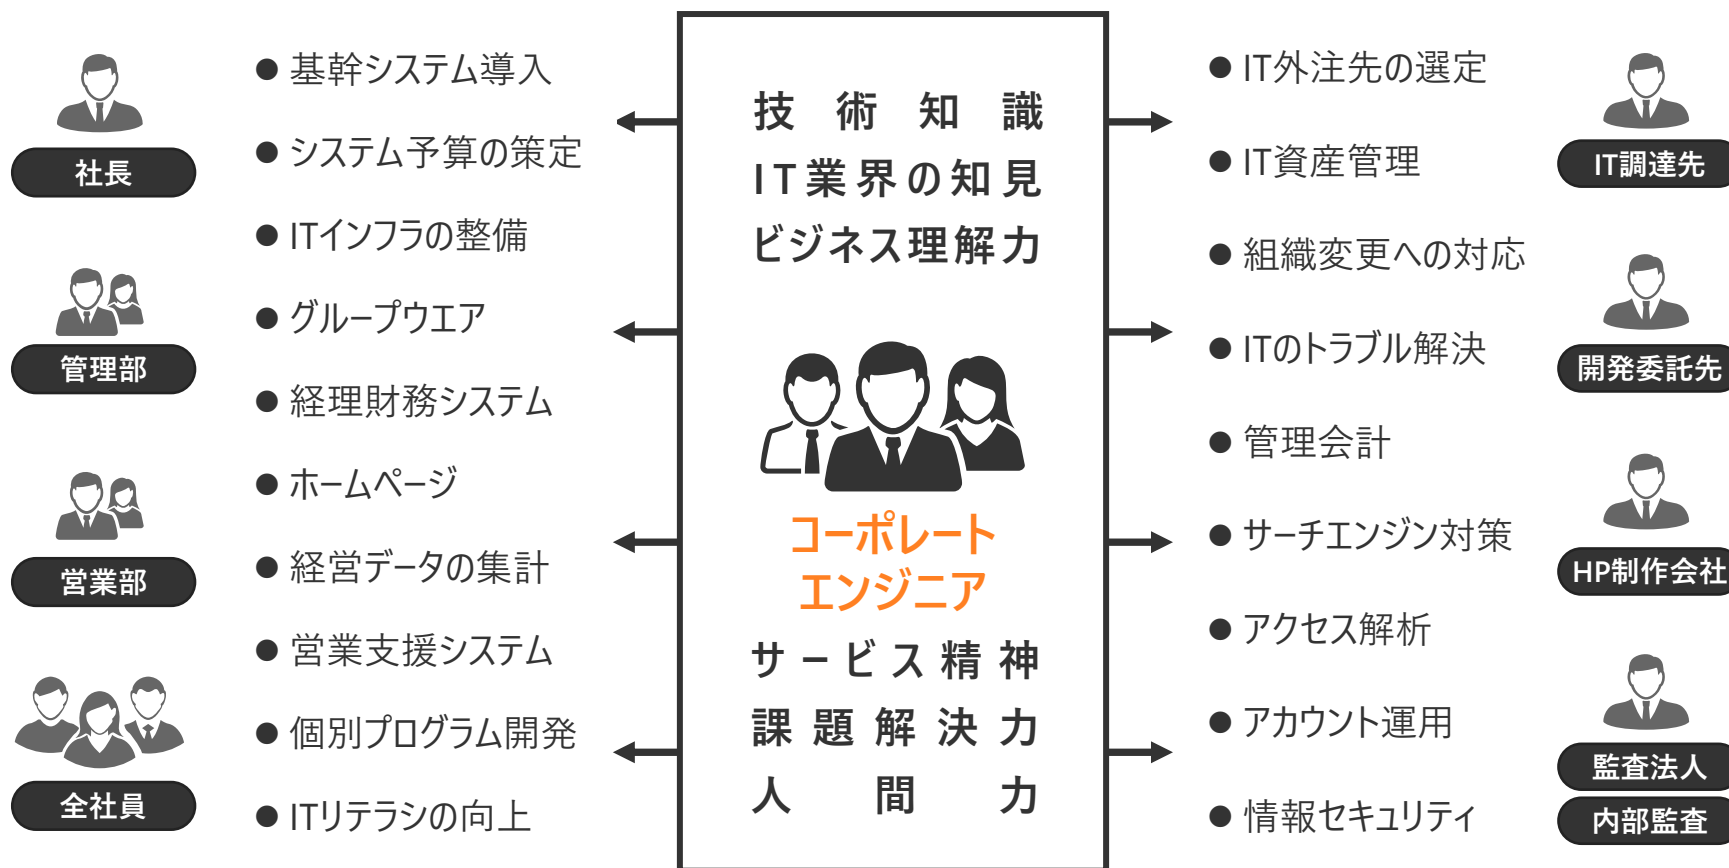 社長
管理部
営業部
全社員
● 基幹システム導入
● システム予算の策定
● ITインフラの整備
● グループウエア
● 経理財務システム
● ホームページ
● 経営データの集計
● 営業支援システム
● 個別プログラム開発
● ITリテラシの向上
技術知識
IT業界の知見
ビジネス理解力
コーポレート
エンジニア
サービス精神
課題解決力
人間力
● IT外注先の選定
● IT資産管理
● 組織変更への対応
● ITのトラブル解決
● 管理会計
● サーチエンジン対策
● アクセス解析
● アカウント運用
● 情報セキュリティ
IT調達先
開発委託先
HP制作会社
監査法人
内部監査